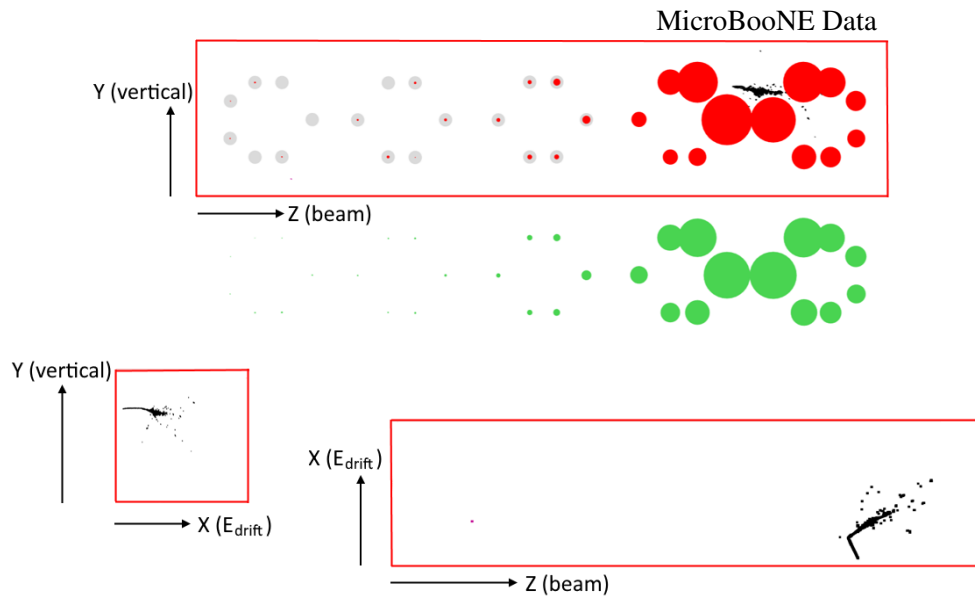 MicroBooNE Data
Y (vertical)
Z (beam)
Y (vertical)
X (Edrift)
X (Edrift)
Z (beam)